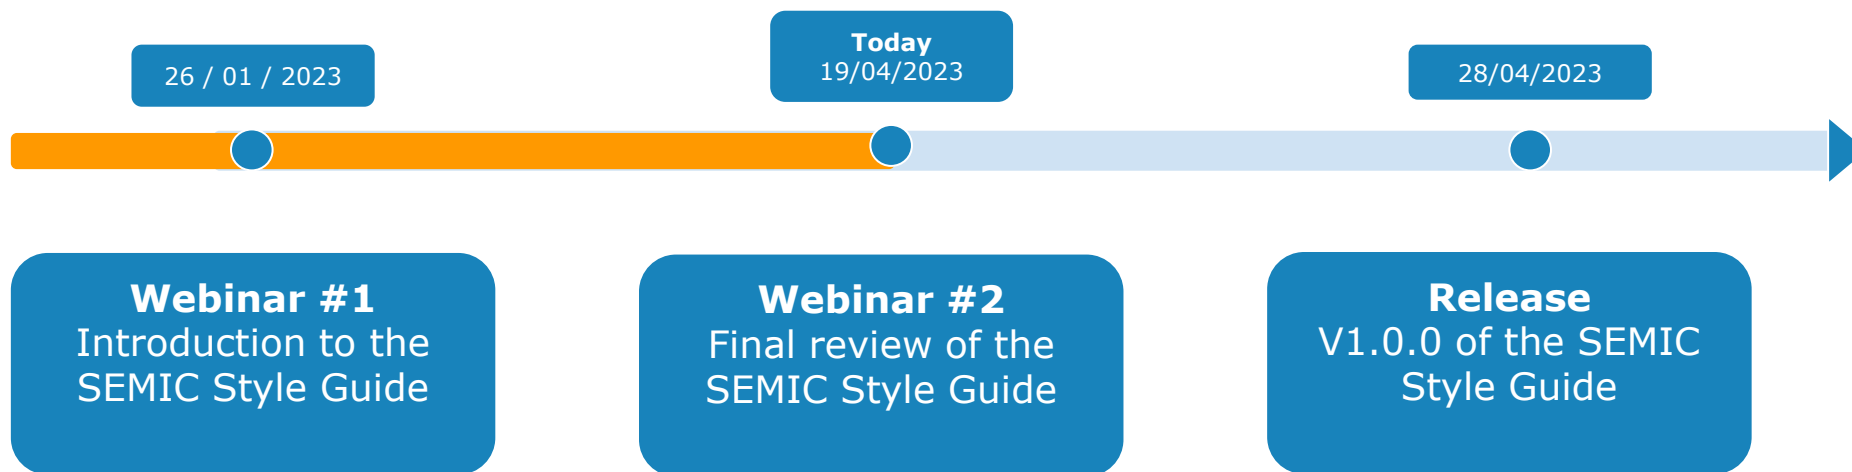 26 / 01 / 2023
Today
19/04/2023
28/04/2023
Webinar #1
Introduction to the
SEMIC Style Guide
Webinar #2
Final review of the
SEMIC Style Guide
Release
V1.0.0 of the SEMIC
Style Guide